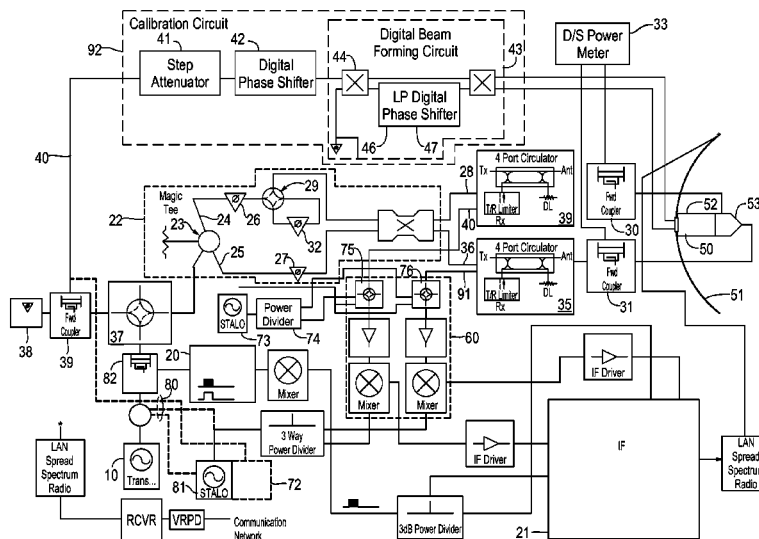 Calibration Circuit
92
41
42
Step
Attenuator
Digital
Phase Shifter
Digital Beam
Forming Circuit
44
43
LP Digital
Phase Shifter
46
47
33
D/S Power
Meter
40
Magic
Tee
23
22
24
25
26
29
32
27
28
4 Port Circulator
Tx
Ant
T/R Limiter
Rx
DL
39
40
36
91
4 Port Circulator
Tx
Ant
T/R Limiter
Rx
DL
35
Fwd
Coupler
30
Fwd
Coupler
31
52
53
50
51
75
76
STALO
73
Power
Divider
74
60
38
Fwd
Coupler
39
37
82
20
80
Mixer
Mixer
Mixer
IF Driver
IF Driver
3 Way
Power Divider
IF
21
LAN
Spread
Spectrum
Radio
LAN
Spread
Spectrum
Radio
10
Trans...
81
STALO
72
3dB Power Divider
RCVR
VRPD
Communication
Network